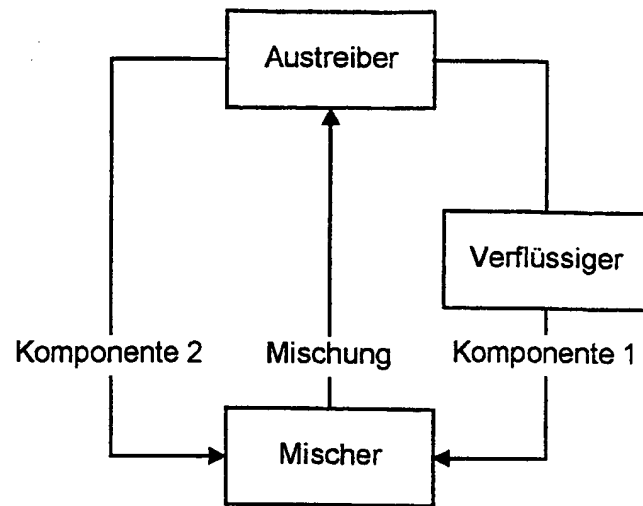 Austreiber
Verflüssiger
Komponente 2
Mischung
Komponente 1
Mischer